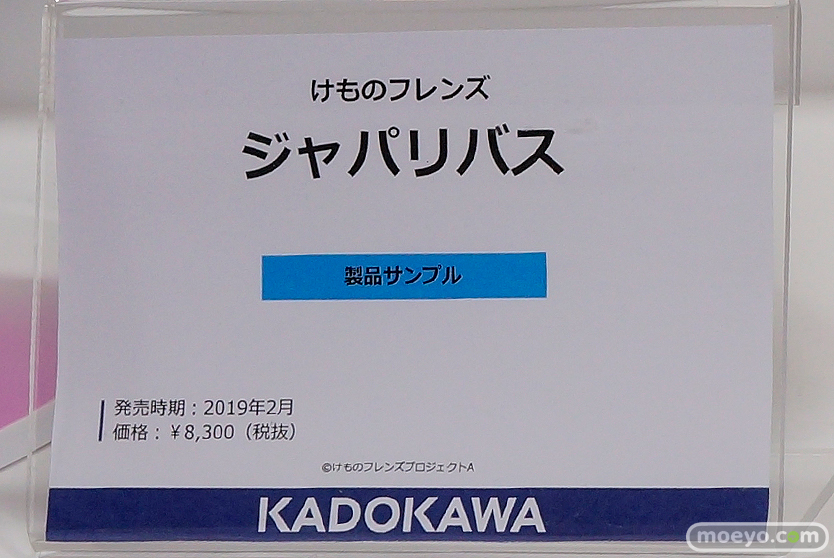 けものフレンズ
ジャパリバス
製品サンプル
発売時期：2019年2月
価格：￥8,300（税抜）
©けものフレンズプロジェクトA
KADOKAWA
moeyo.com